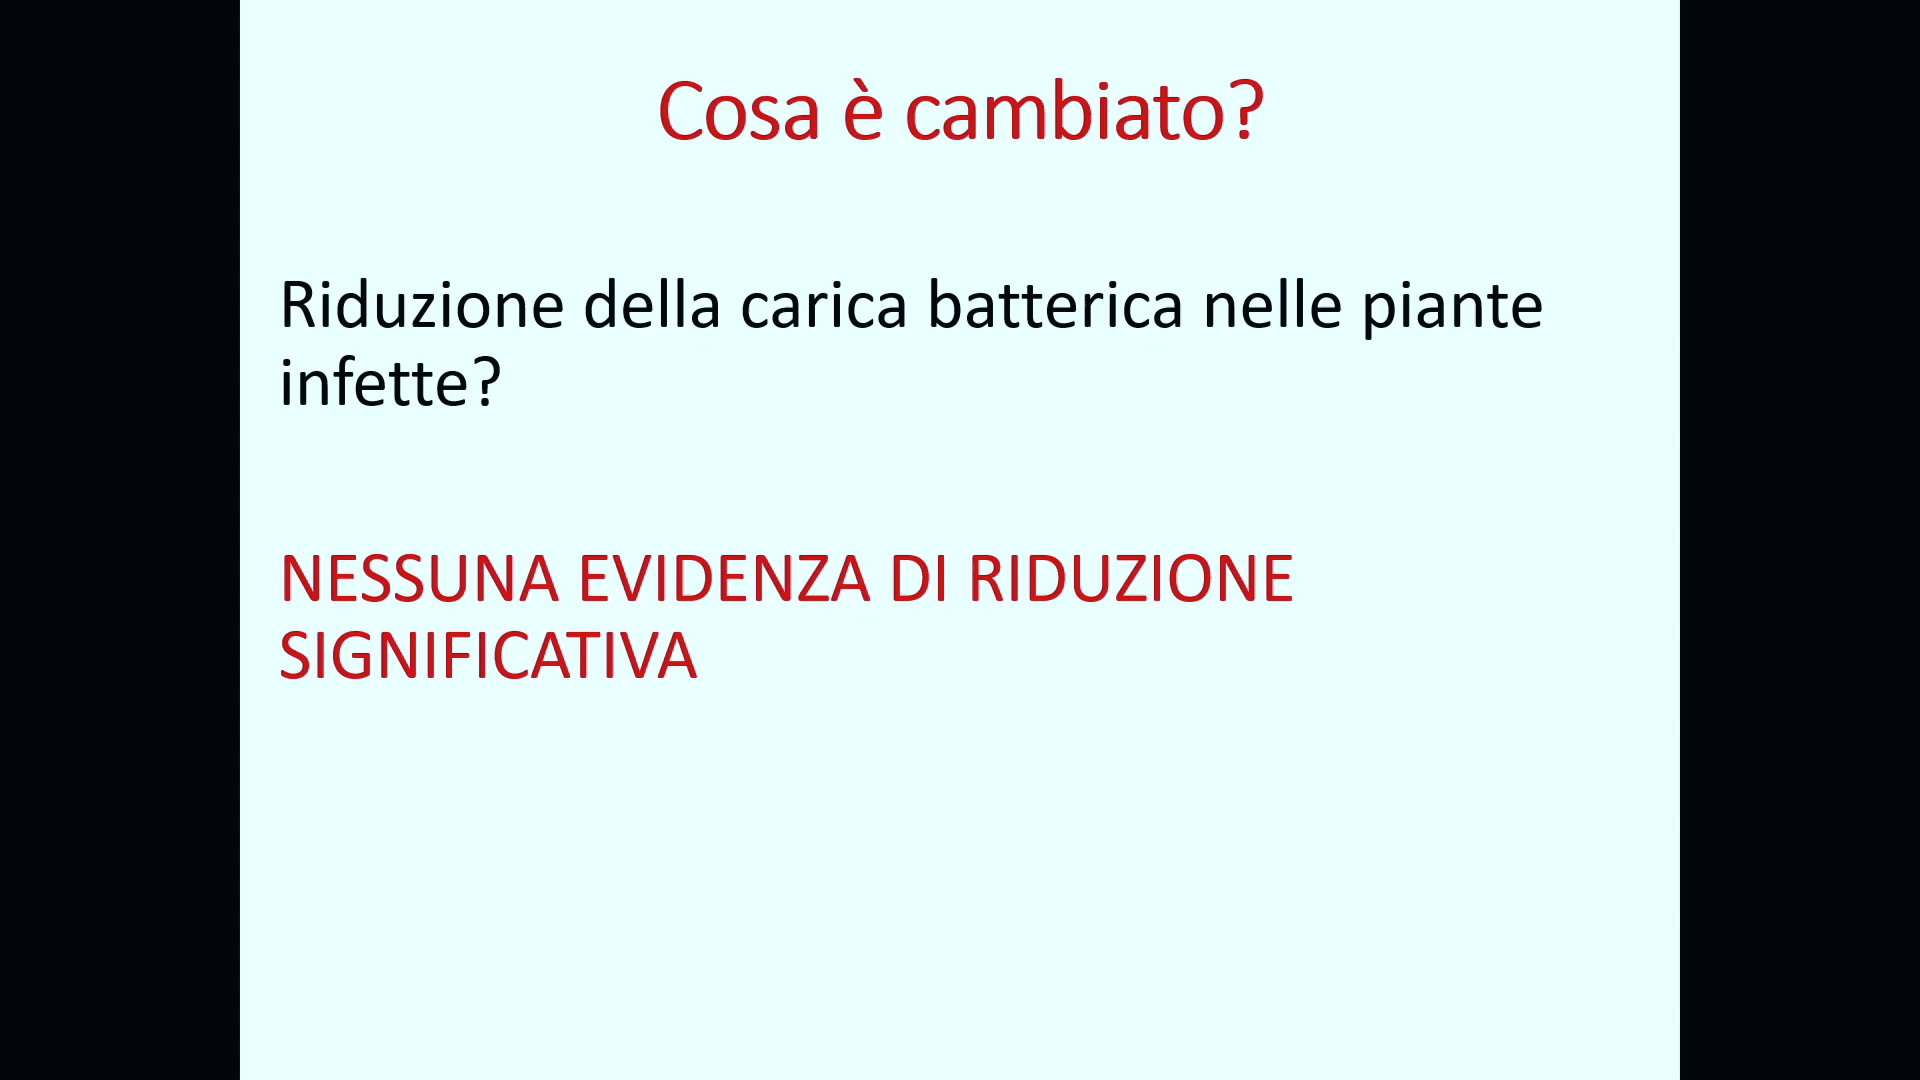 Cosa è cambiato?
Riduzione della carica batterica nelle piante
infette?
NESSUNA EVIDENZA DI RIDUZIONE
SIGNIFICATIVA